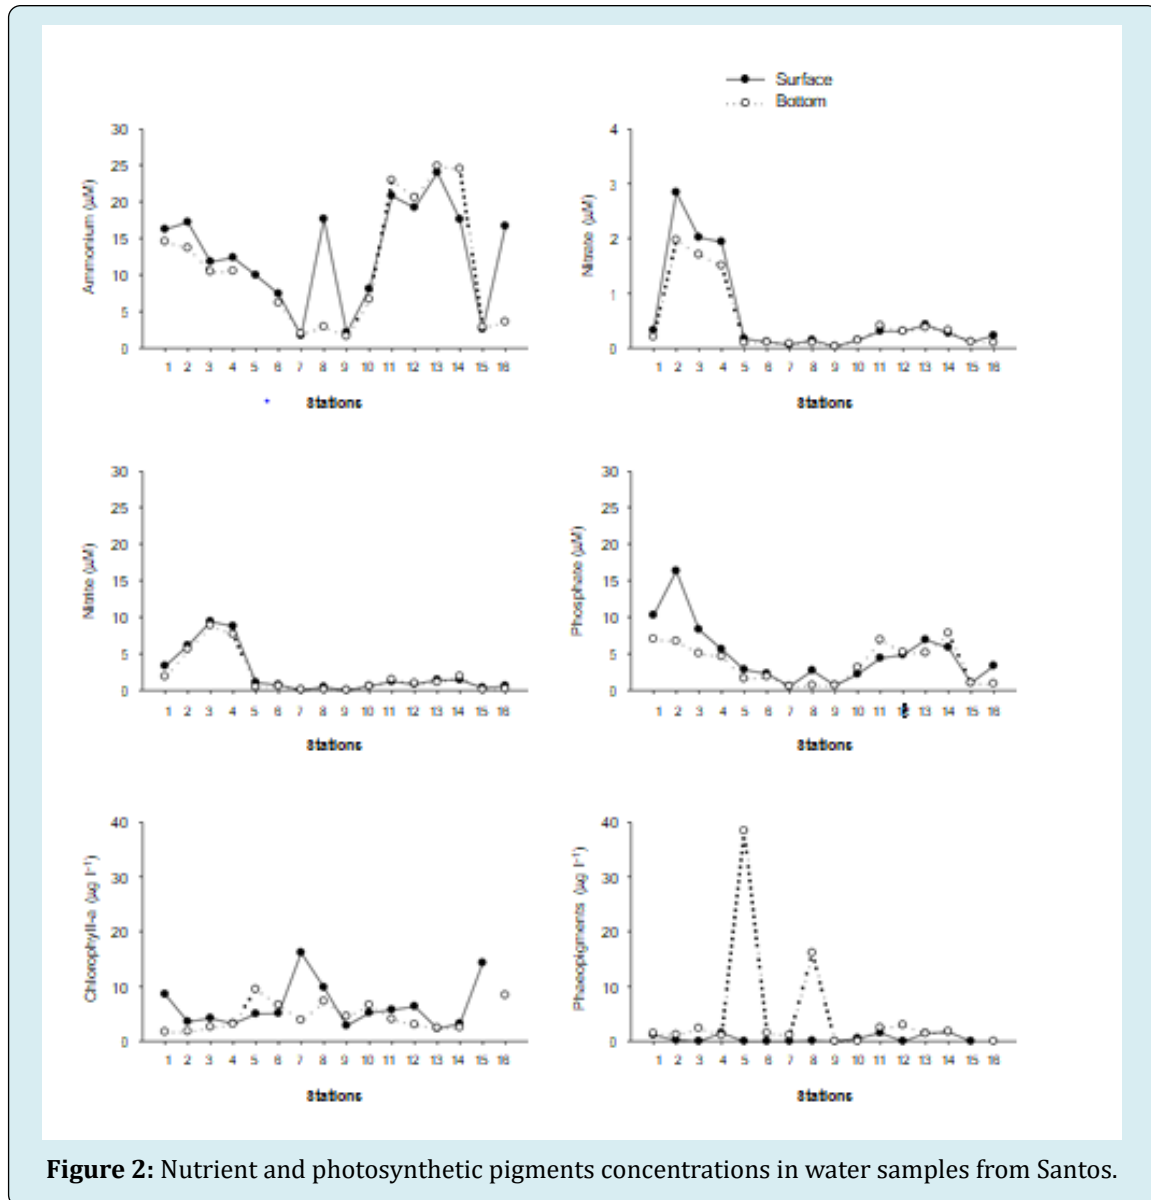 Surface
Bottom
30
25
20
15
10
5
0
Ammonium (µM)
1 2 3 4 5 6 7 8 9 10 11 12 13 14 15 16
Stations
4
3
2
1
0
Nitrate (µM)
1 2 3 4 5 6 7 8 9 10 11 12 13 14 15 16
Stations
30
25
20
15
10
5
0
Nitrite (µM)
1 2 3 4 5 6 7 8 9 10 11 12 13 14 15 16
Stations
30
25
20
15
10
5
0
Phosphate (µM)
1 2 3 4 5 6 7 8 9 10 11 12 13 14 15 16
Stations
40
30
20
10
0
Chlorophyll-a (µg l⁻¹)
1 2 3 4 5 6 7 8 9 10 11 12 13 14 15 16
Stations
40
30
20
10
0
Phaeopigments (µg l⁻¹)
1 2 3 4 5 6 7 8 9 10 11 12 13 14 15 16
Stations
Figure 2: Nutrient and photosynthetic pigments concentrations in water samples from Santos.